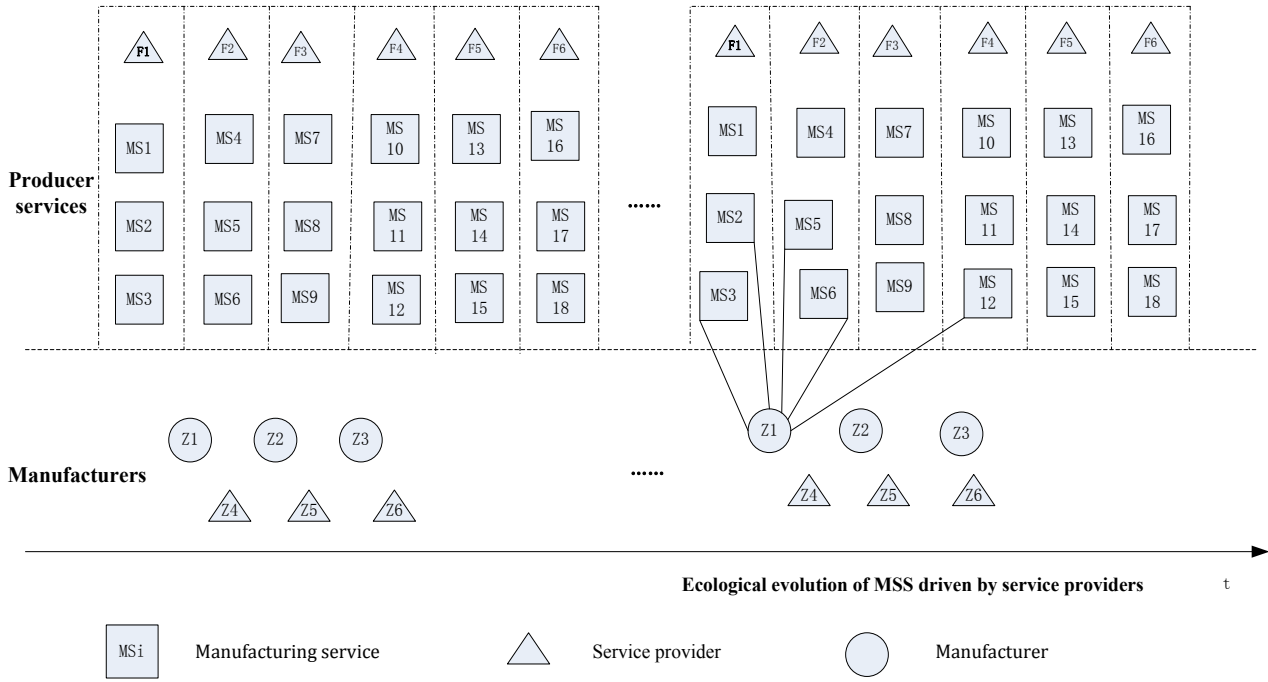 F1 F2 F3 F4 F5 F6
MS1 MS4 MS7 MS 10 MS 13 MS 16
Producer services
MS2 MS5 MS8 MS 11 MS 14 MS 17
MS3 MS6 MS9 MS 12 MS 15 MS 18
......
F1 F2 F3 F4 F5 F6
MS1 MS4 MS7 MS 10 MS 13 MS 16
MS2 MS5 MS8 MS 11 MS 14 MS 17
MS3 MS6 MS9 MS 12 MS 15 MS 18
Z1 Z2 Z3
Manufacturers
Z4 Z5 Z6
......
Z1 Z2 Z3
Z4 Z5 Z6
Ecological evolution of MSS driven by service providers t
MSi Manufacturing service Service provider Manufacturer